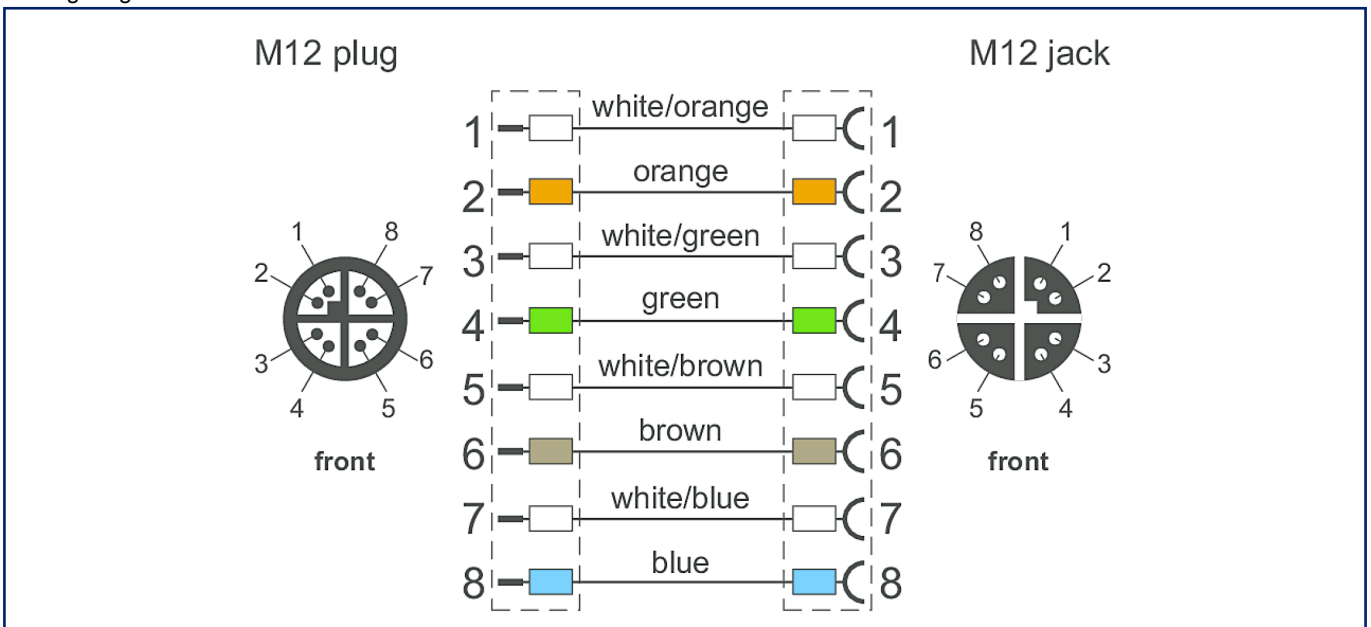 M12 plug
M12 jack
1 white/orange 1
2 orange 2
3 white/green 3
4 green 4
5 white/brown 5
6 brown 6
7 white/blue 7
8 blue 8
1 8
2 7
3 6
4 5
front
8 1
7 2
6 3
5 4
front